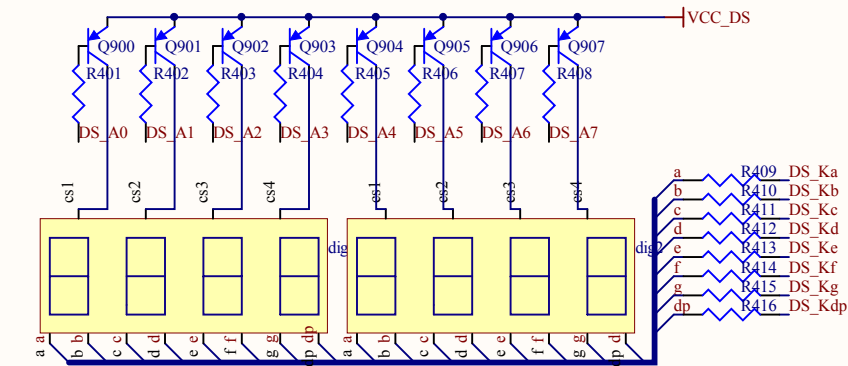 VCC_DS
Q900 Q901 Q902 Q903 Q904 Q905 Q906 Q907
R401 R402 R403 R404 R405 R406 R407 R408
DS_A0 DS_A1 DS_A2 DS_A3 DS_A4 DS_A5 DS_A6 DS_A7
cs1 cs2 cs3 cs4 cs1 cs2 cs3 cs4
a R409 DS_Ka
b R410 DS_Kb
c R411 DS_Kc
d R412 DS_Kd
e R413 DS_Ke
f R414 DS_Kf
g R415 DS_Kg
dp R416 DS_Kdp
dig dig2
a b c d e f g dp a b c d e f g d
a b c d e f g dp a b c d e f g dp